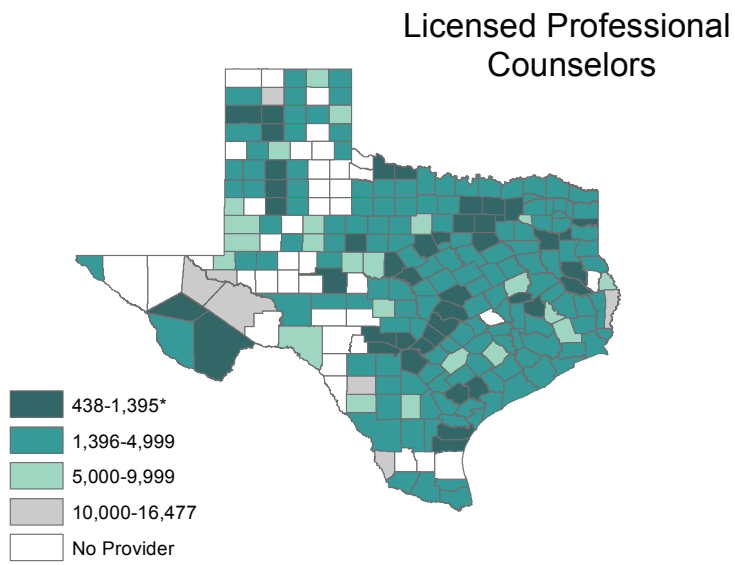 Licensed Professional
Counselors
438-1,395*
1,396-4,999
5,000-9,999
10,000-16,477
No Provider